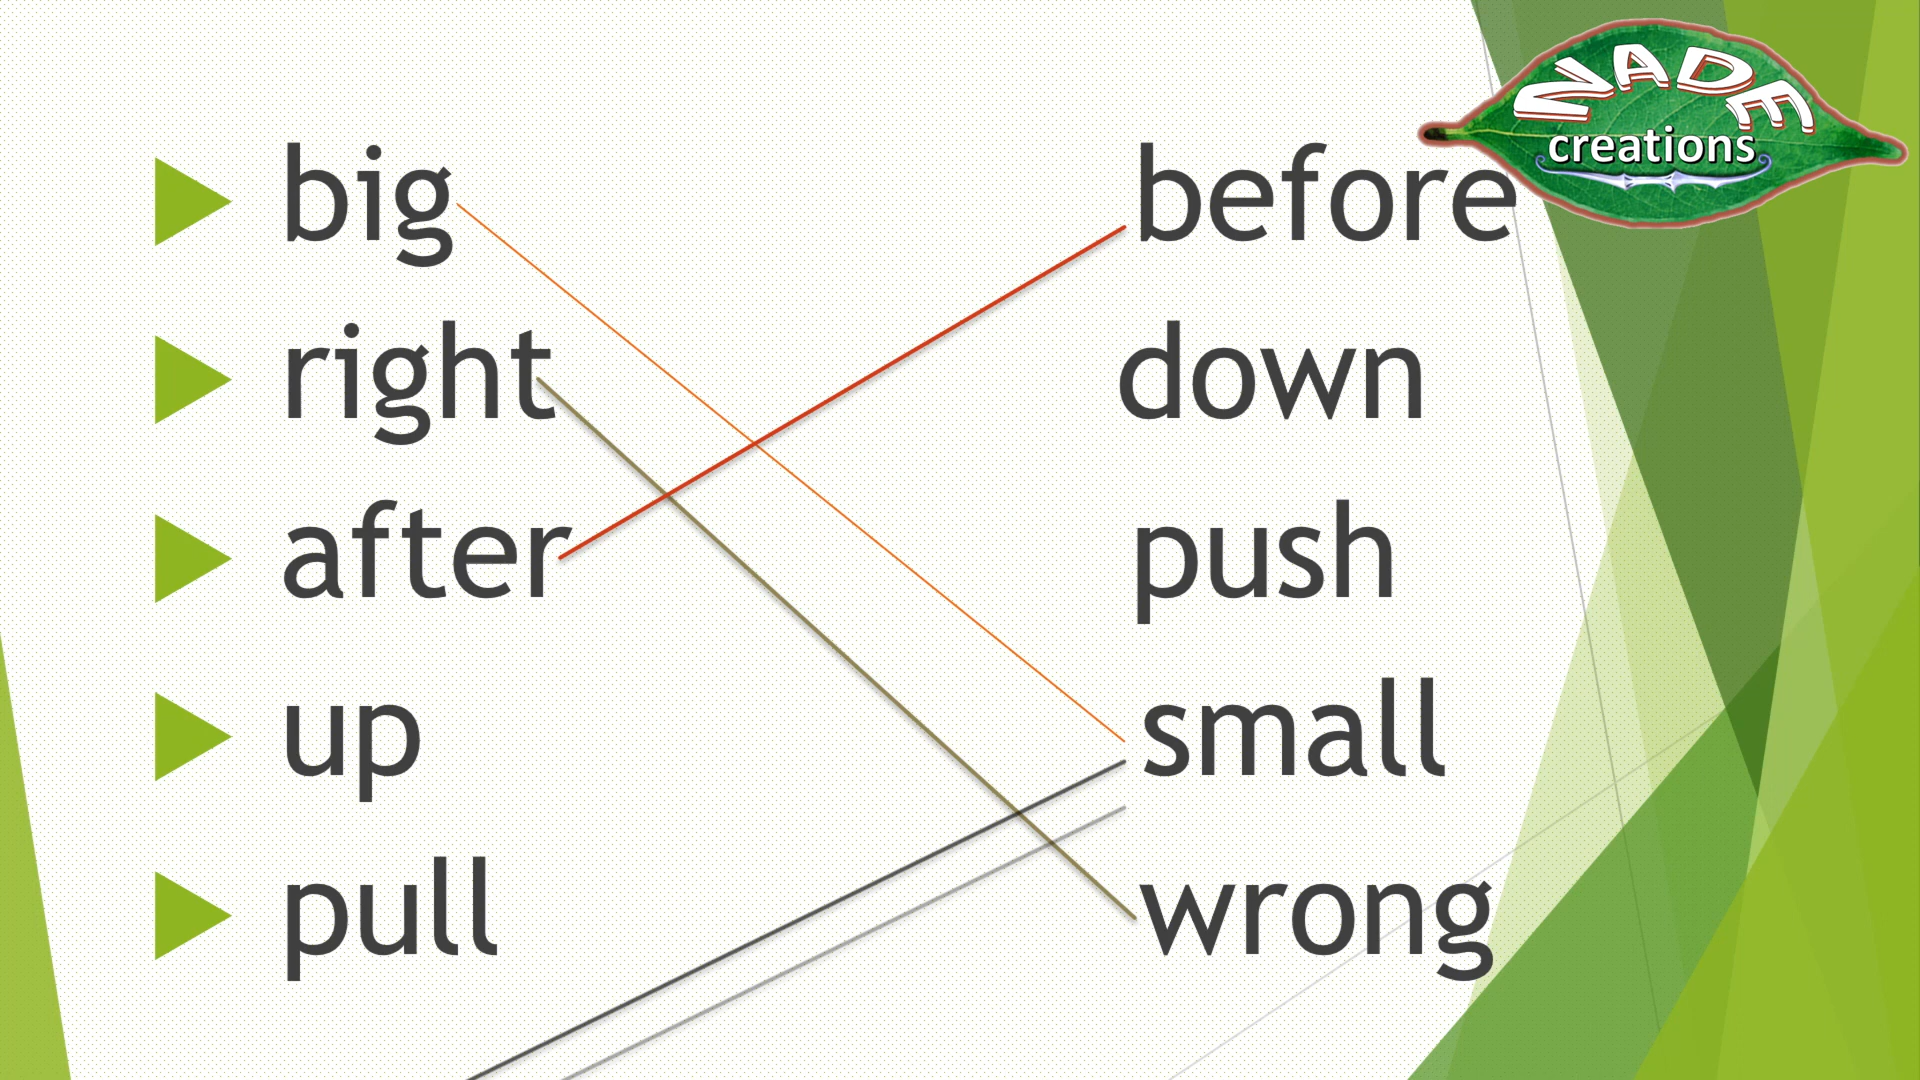 NADE
creations
big before
right down
after push
up small
pull wrong